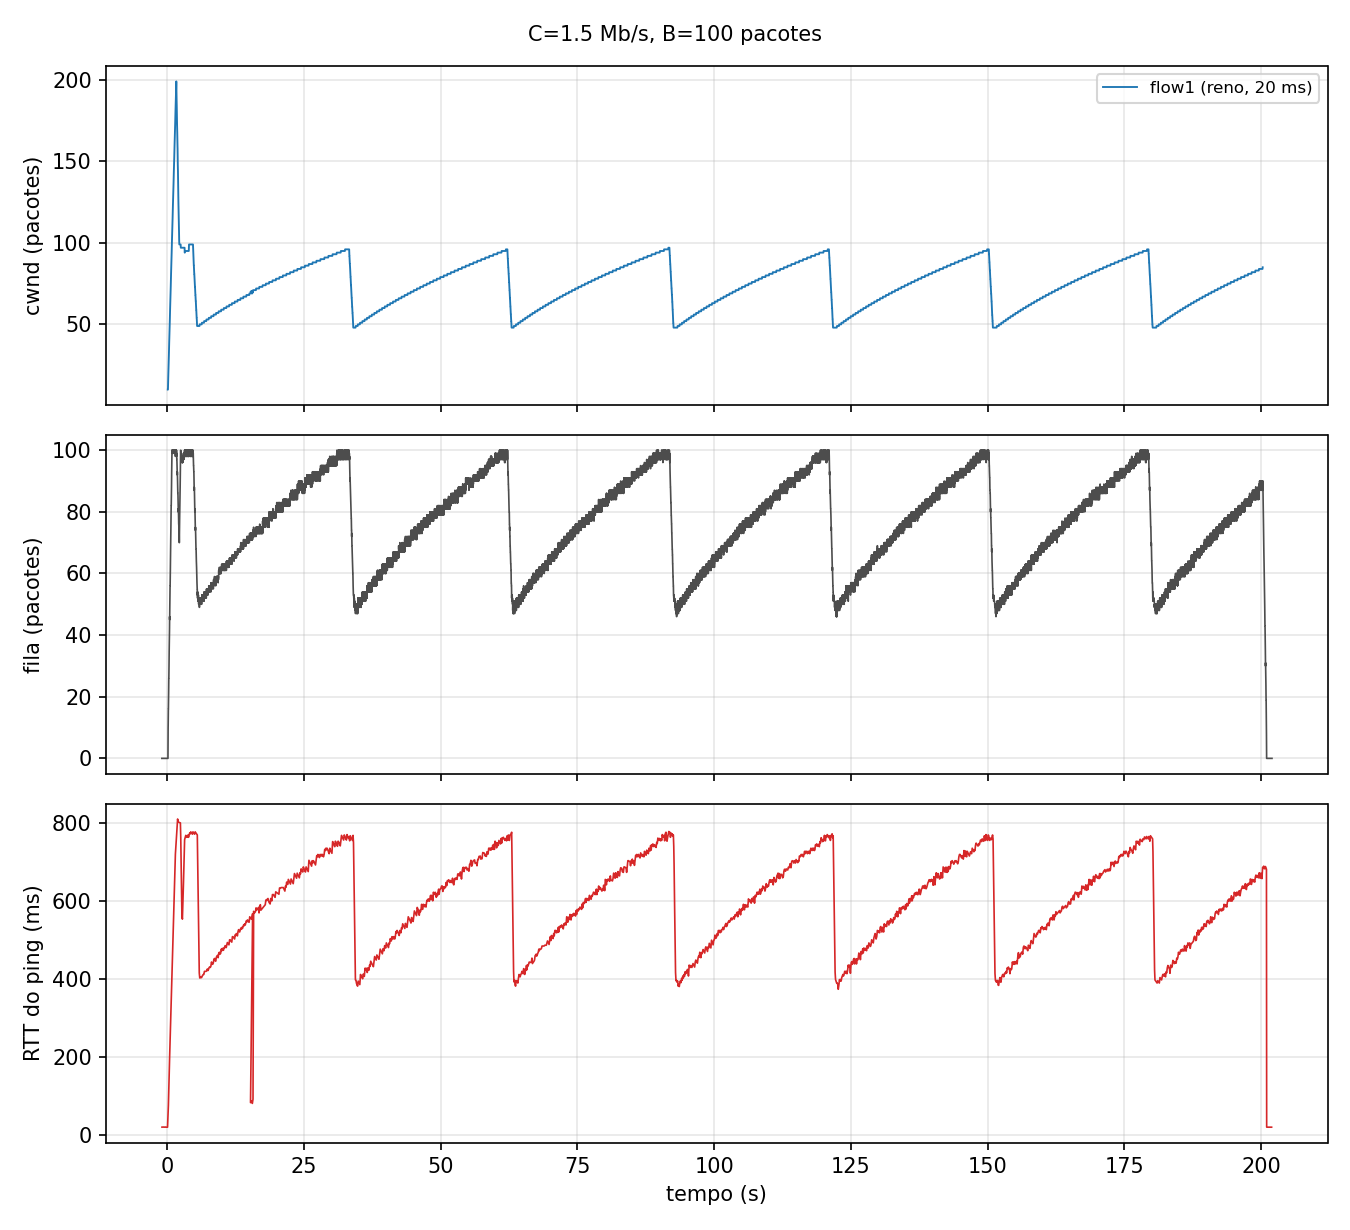 C=1.5 Mb/s, B=100 pacotes
cwnd (pacotes)
200
150
100
50
flow1 (reno, 20 ms)
fila (pacotes)
100
80
60
40
20
0
RTT do ping (ms)
800
600
400
200
0
0 25 50 75 100 125 150 175 200
tempo (s)